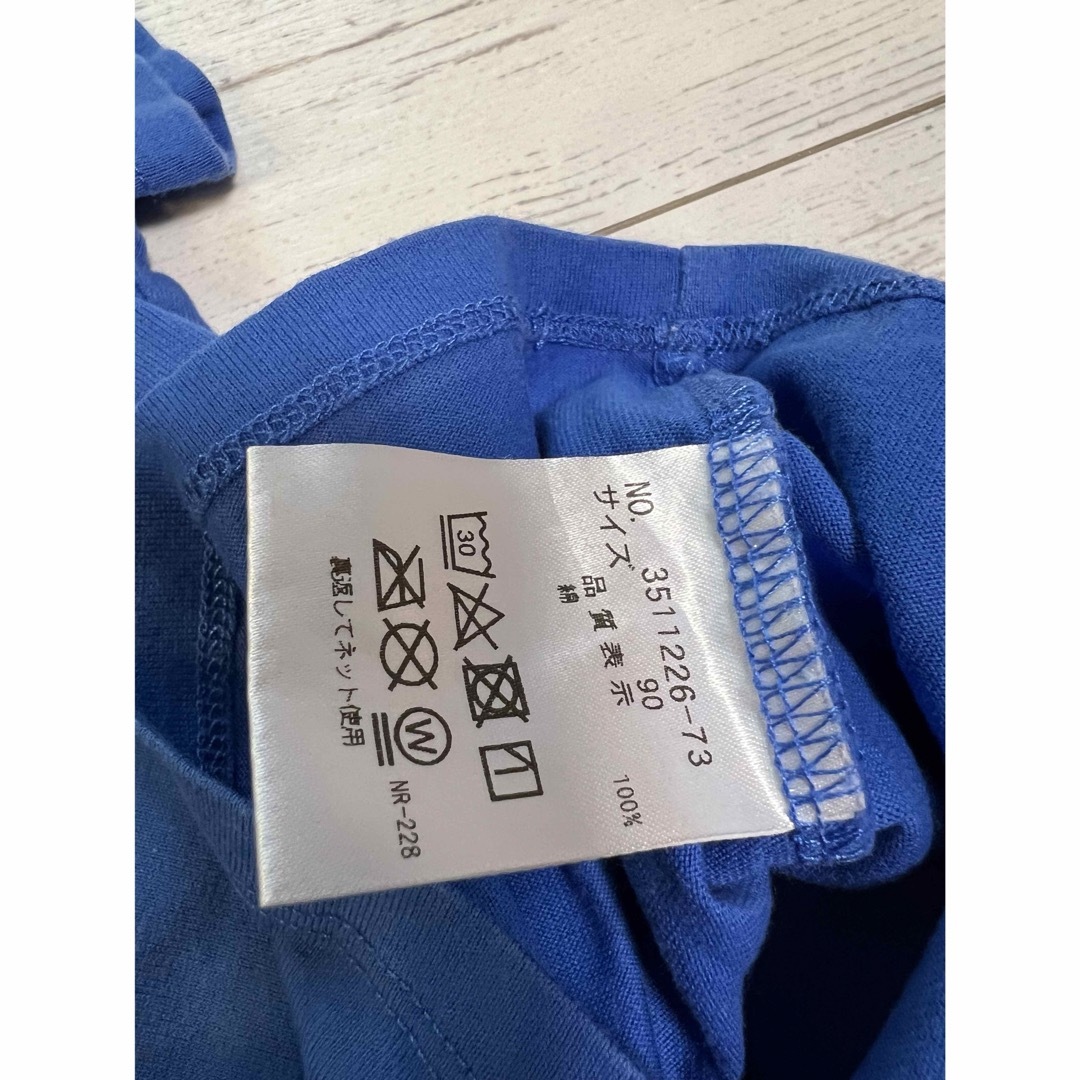 NO. 3511226-73
サイズ 90
品質表示
綿 100%
30
W
NR-228
裏返してネット使用